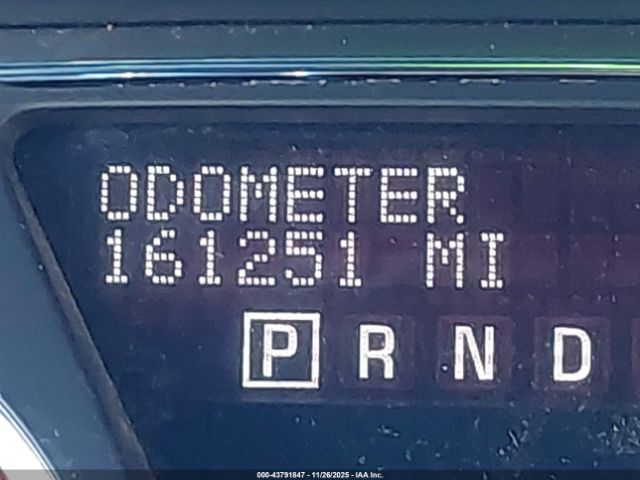 ODOMETER
161251 MI
P R N D
000-43791847 - 11/26/2025 - IAA Inc.